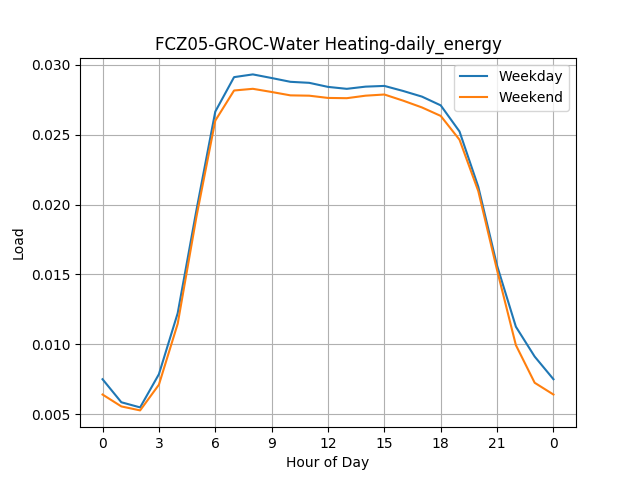 FCZ05-GROC-Water Heating-daily_energy
0.030
0.025
0.020
0.015
0.010
0.005
Load
Weekday
Weekend
0 3 6 9 12 15 18 21 0
Hour of Day